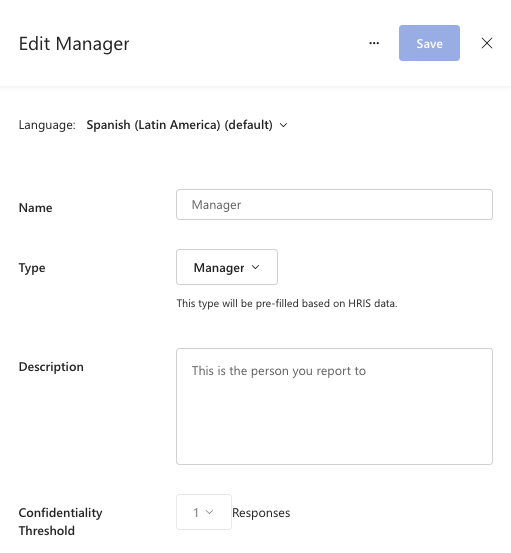 Edit Manager
... Save
Language: Spanish (Latin America) (default)
Name Manager
Type Manager
This type will be pre-filled based on HRIS data.
Description This is the person you report to
Confidentiality 1 Responses
Threshold